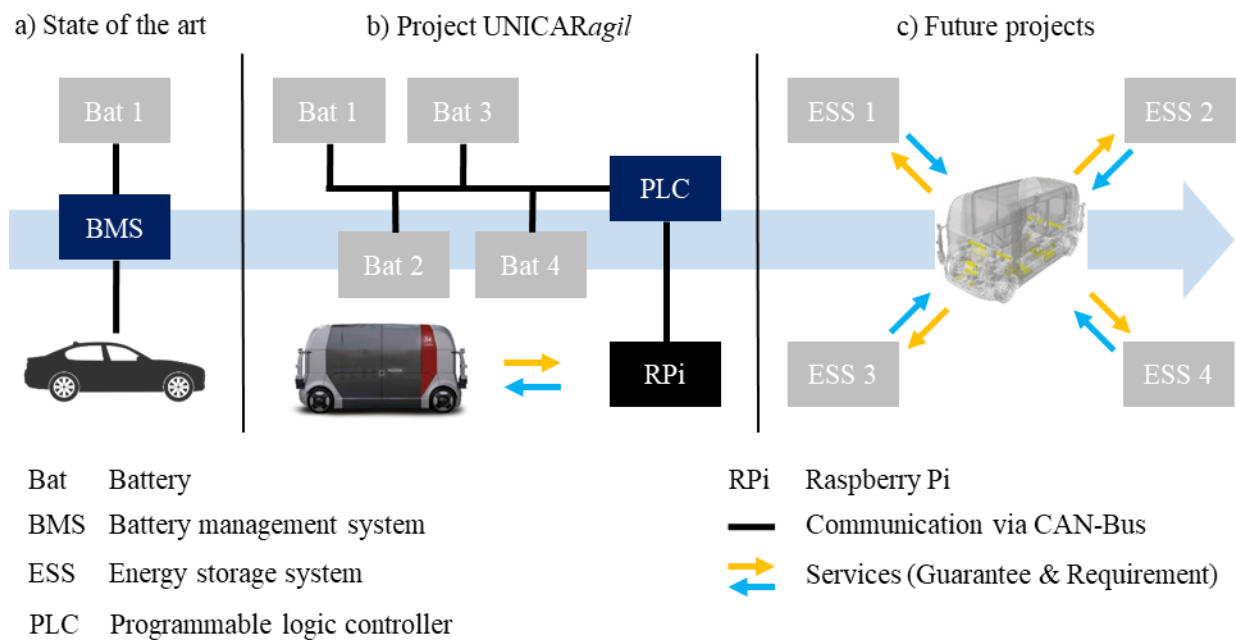 a) State of the art
b) Project UNICARagil
c) Future projects
Bat 1
BMS
Bat 1
Bat 3
PLC
Bat 2
Bat 4
RPi
ESS 1
ESS 2
ESS 3
ESS 4
Bat Battery
BMS Battery management system
ESS Energy storage system
PLC Programmable logic controller
RPi Raspberry Pi
Communication via CAN-Bus
Services (Guarantee & Requirement)